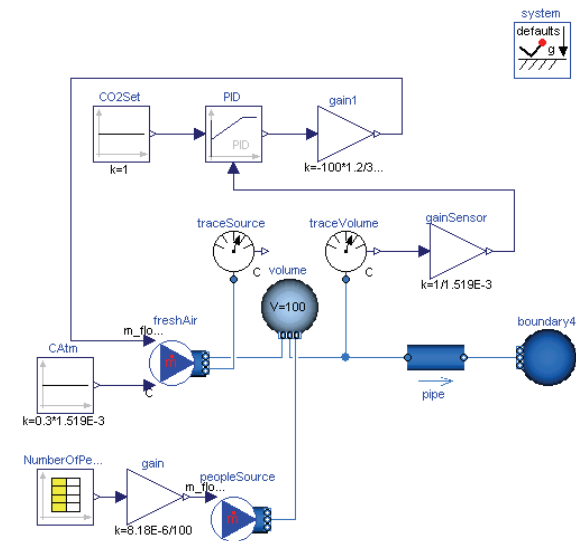 system
defaults
g
CO2Set
PID
gain1
PID
k=1
k=-100*1.2/3...
traceSource
traceVolume
gainSensor
C
C
k=1/1.519E-3
volume
V=100
freshAir
m_flo...
boundary4
CAtm
ṁ
C
pipe
k=0.3*1.519E-3
NumberOfPe...
gain
peopleSource
m_flo...
ṁ
k=8.18E-6/100